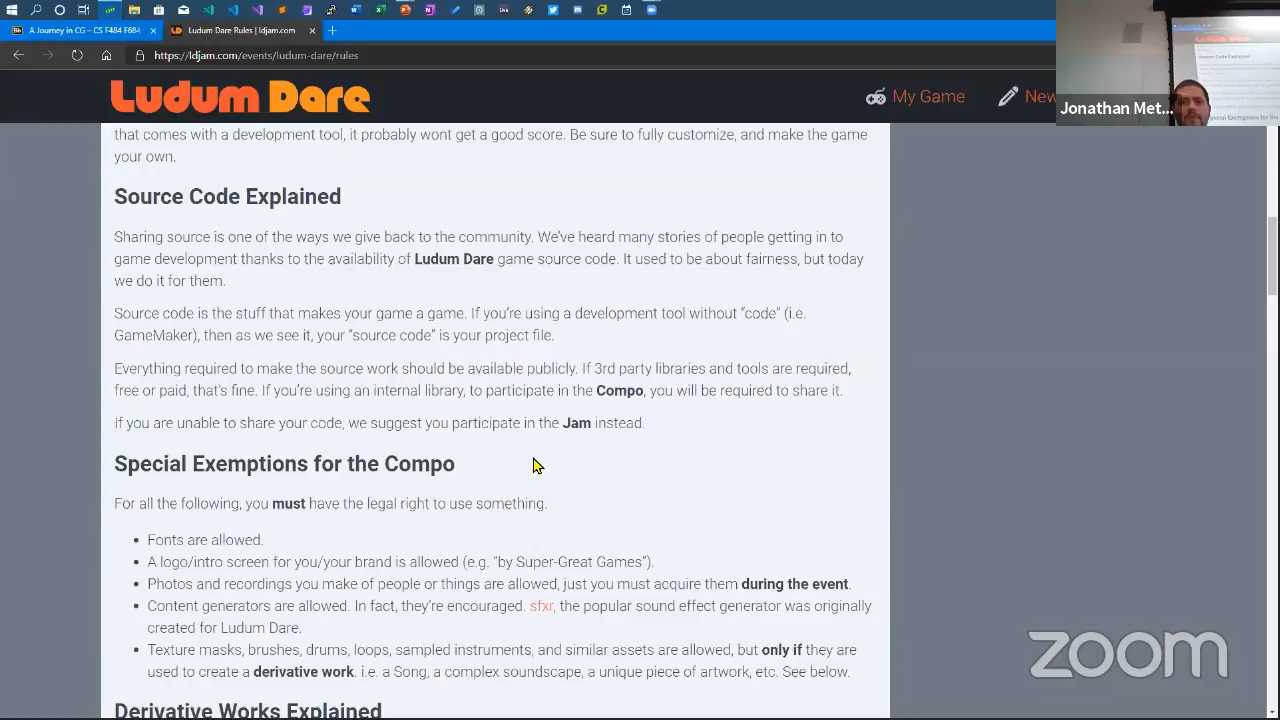 A Journey in CG – CS F484 F684
Ludum Dare Rules | ldjam.com
https://ldjam.com/events/ludum-dare/rules
LUDUM DARE
My Game
New
Jonathan Met...
that comes with a development tool, it probably wont get a good score. Be sure to fully customize, and make the game
your own.
Source Code Explained
Sharing source is one of the ways we give back to the community. We've heard many stories of people getting in to
game development thanks to the availability of Ludum Dare game source code. It used to be about fairness, but today
we do it for them.
Source code is the stuff that makes your game a game. If you're using a development tool without “code” (i.e.
GameMaker), then as we see it, your “source code” is your project file.
Everything required to make the source work should be available publicly. If 3rd party libraries and tools are required,
free or paid, that's fine. If you're using an internal library, to participate in the Compo, you will be required to share it.
If you are unable to share your code, we suggest you participate in the Jam instead.
Special Exemptions for the Compo
For all the following, you must have the legal right to use something.
• Fonts are allowed.
• A logo/intro screen for you/your brand is allowed (e.g. “by Super-Great Games”).
• Photos and recordings you make of people or things are allowed, just you must acquire them during the event.
• Content generators are allowed. In fact, they're encouraged. sfxr, the popular sound effect generator was originally
created for Ludum Dare.
• Texture masks, brushes, drums, loops, sampled instruments, and similar assets are allowed, but only if they are
used to create a derivative work. i.e. a Song, a complex soundscape, a unique piece of artwork, etc. See below.
Derivative Works Explained
zoom